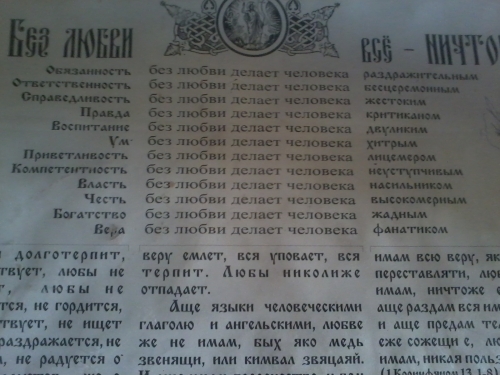 Без любви всё - ничто
Обязанность без любви делает человека раздражительным
Ответственность без любви делает человека бесцеремонным
Справедливость без любви делает человека жестоким
Правда без любви делает человека критиканом
Воспитание без любви делает человека двуликим
Ум без любви делает человека хитрым
Приветливость без любви делает человека лицемером
Компетентность без любви делает человека неуступчивым
Власть без любви делает человека насильником
Честь без любви делает человека высокомерным
Богатство без любви делает человека жадным
Вера без любви делает человека фанатиком
долготерпит,
твует, любы не
любы не
тся, не гордится,
твует, не ищет
раздражается, не
не радуется о
веру емлет, вся уповает, вся
терпит. Любы николиже
отпадает.
Аще языки человеческими
глаголю и ангельскими, любве
же не имам, бых яко медь
звенящи, или кимвал звяцаяй.
имам всю веру, як
переставляти, лю
имам, ничтоже е
аще раздам вся им
и аще предам те
еже сожещи е, лю
имам, никая польз